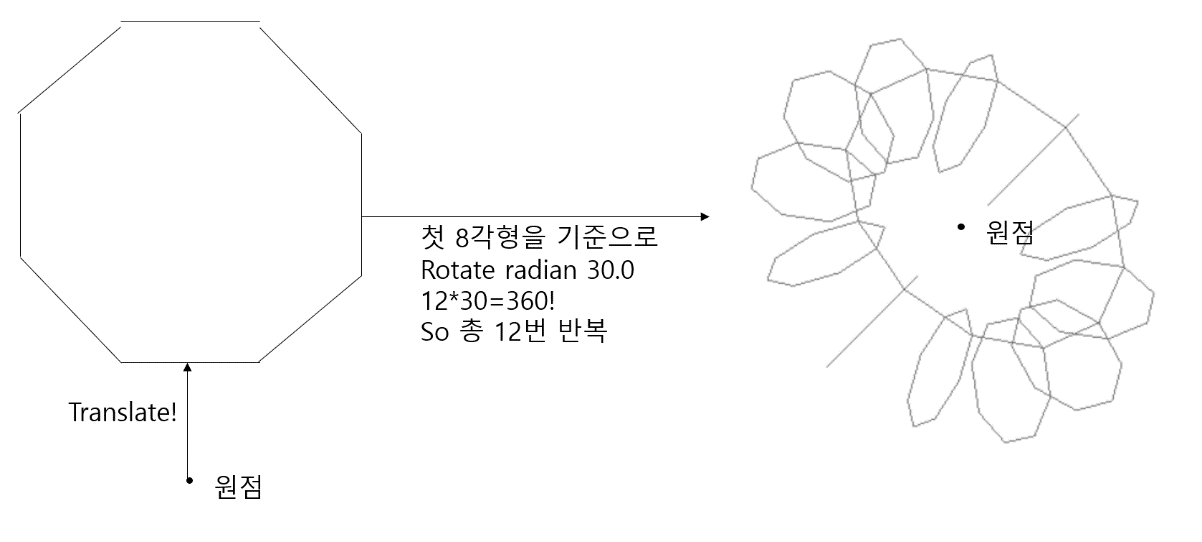 첫 8각형을 기준으로
Rotate radian 30.0
12*30=360!
So 총 12번 반복
Translate!
원점
원점